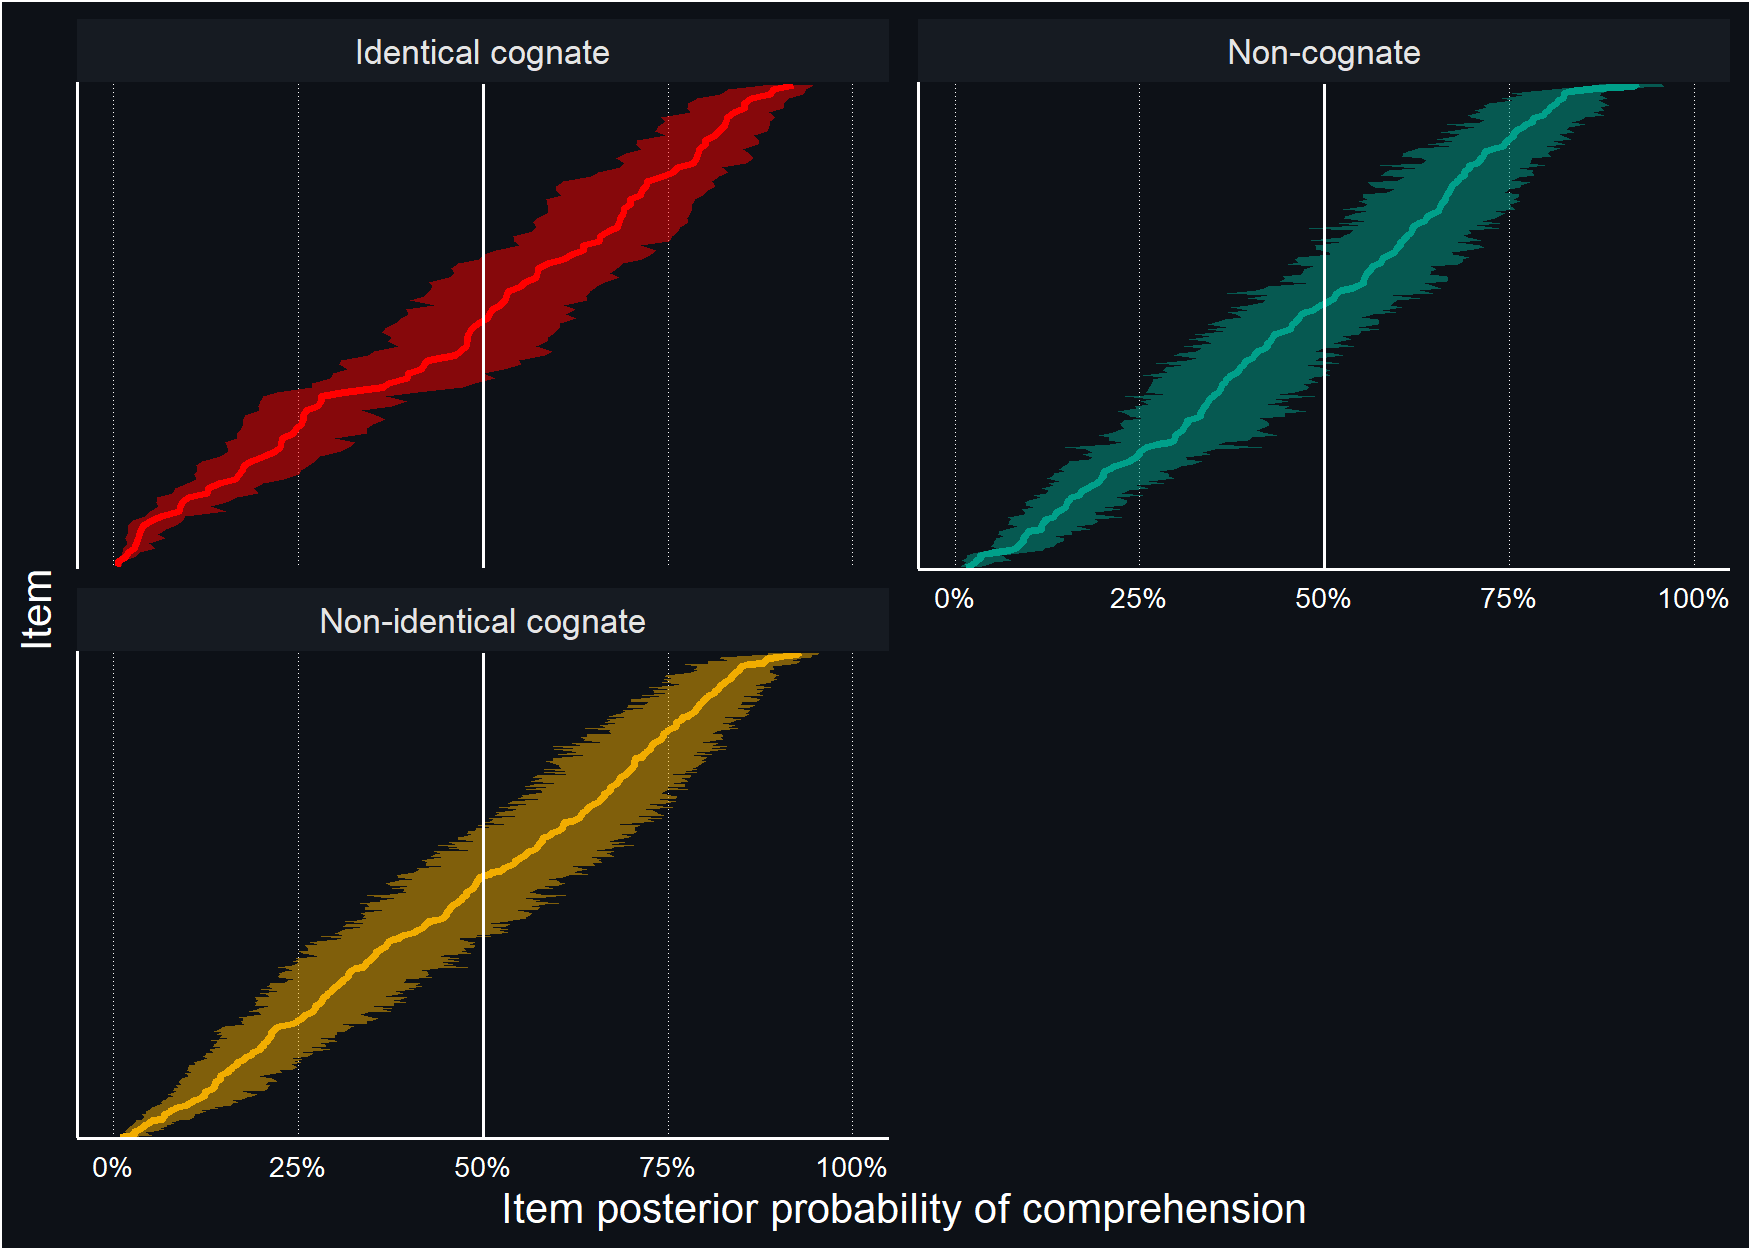 Identical cognate
Non-cognate
0% 25% 50% 75% 100%
Item
Non-identical cognate
0% 25% 50% 75% 100%
Item posterior probability of comprehension